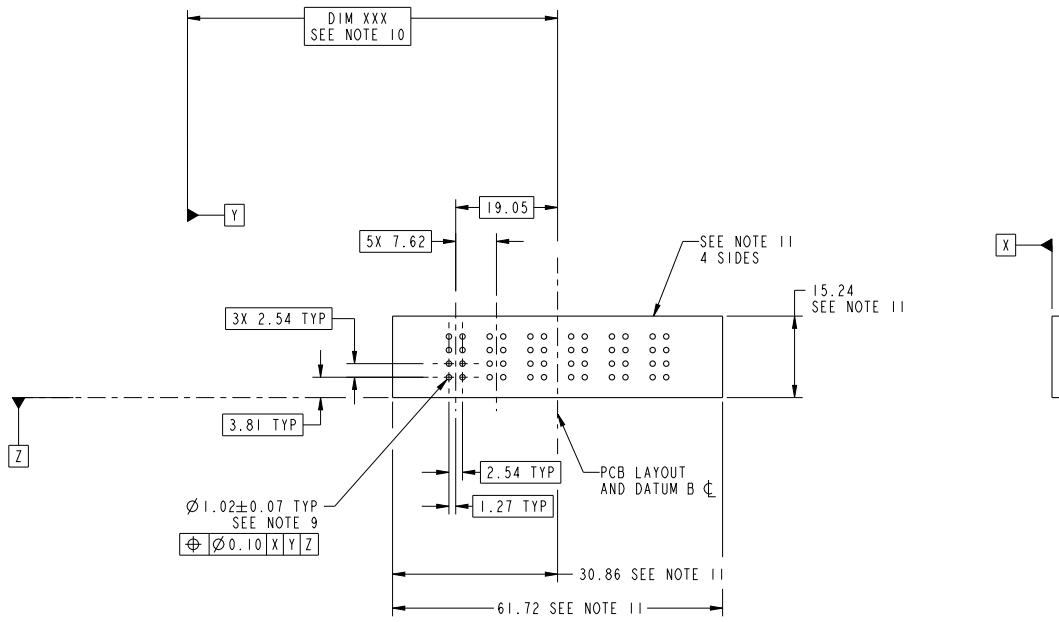 DIM XXX
SEE NOTE 10
Y
19.05
5X 7.62
SEE NOTE 11
4 SIDES
X
15.24
SEE NOTE 11
3X 2.54 TYP
3.81 TYP
Z
2.54 TYP
PCB LAYOUT
AND DATUM B ℄
1.27 TYP
Ø1.02±0.07 TYP
SEE NOTE 9
⌖ Ø0.10 X Y Z
30.86 SEE NOTE 11
61.72 SEE NOTE 11